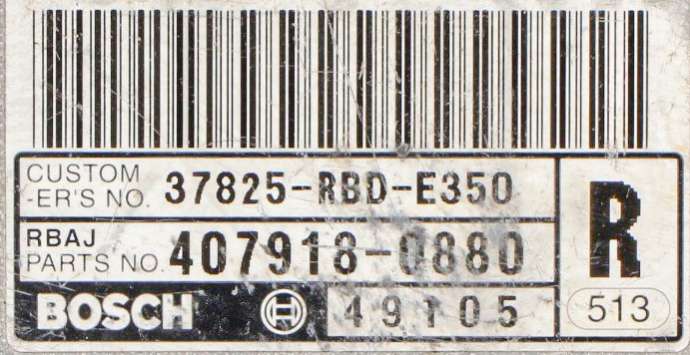 CUSTOM
-ER'S NO. 37825-RBD-E350
RBAJ
PARTS NO. 407918-0880
R
BOSCH 49105
513